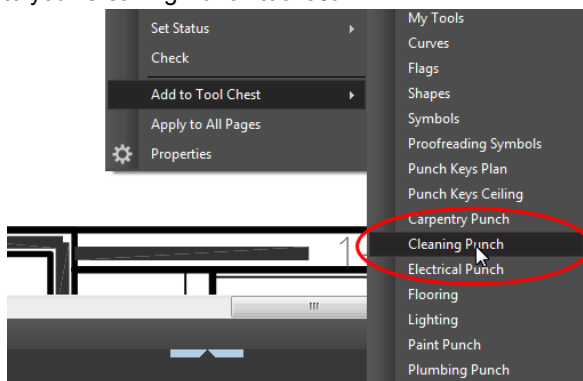 Set Status
Check
Add to Tool Chest
Apply to All Pages
Properties
My Tools
Curves
Flags
Shapes
Symbols
Proofreading Symbols
Punch Keys Plan
Punch Keys Ceiling
Carpentry Punch
Cleaning Punch
Electrical Punch
Flooring
Lighting
Paint Punch
Plumbing Punch